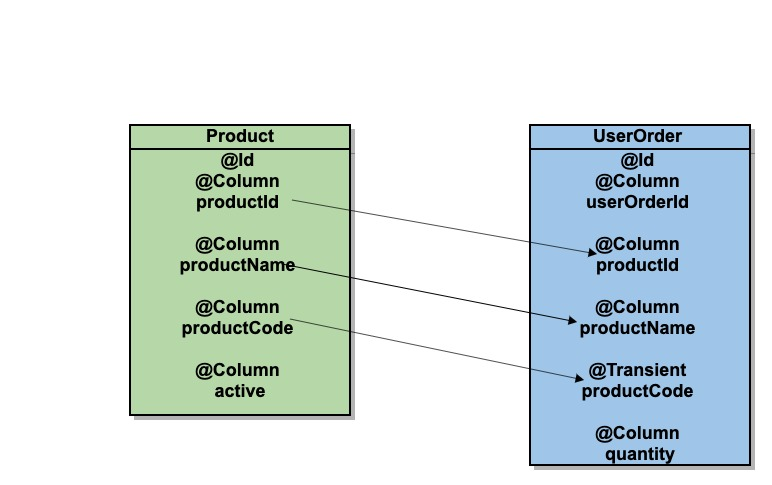 Product
@Id
@Column
productId
@Column
productName
@Column
productCode
@Column
active
UserOrder
@Id
@Column
userOrderId
@Column
productId
@Column
productName
@Transient
productCode
@Column
quantity